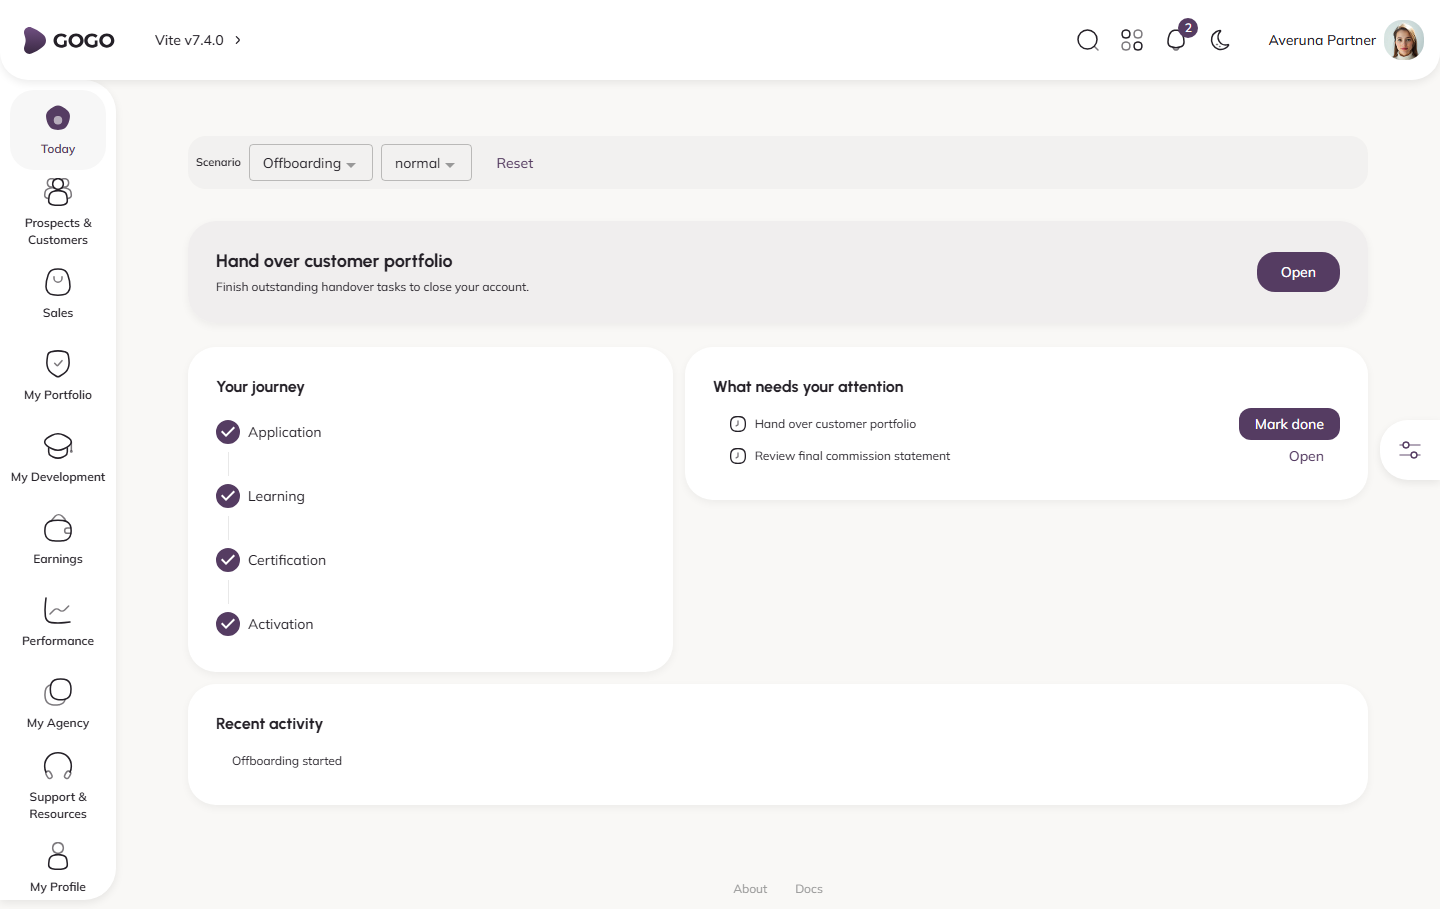 GOGO
Vite v7.4.0
2
Averuna Partner
Today
Prospects &
Customers
Sales
My Portfolio
My Development
Earnings
Performance
My Agency
Support &
Resources
My Profile
Scenario
Offboarding
normal
Reset
Hand over customer portfolio
Finish outstanding handover tasks to close your account.
Open
Your journey
Application
Learning
Certification
Activation
What needs your attention
Hand over customer portfolio
Mark done
Review final commission statement
Open
Recent activity
Offboarding started
About
Docs